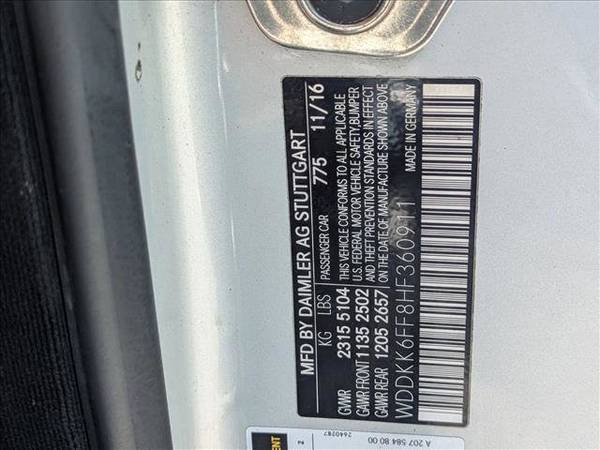 MFD BY DAIMLER AG STUTTGART
PASSENGER CAR 775 11/16
KG LBS
GVWR 2315 5104
GAWR FRONT 1135 2502
GAWR REAR 1205 2657
THIS VEHICLE CONFORMS TO ALL APPLICABLE
U.S. FEDERAL MOTOR VEHICLE SAFETY,BUMPER
AND THEFT PREVENTION STANDARDS IN EFFECT
ON THE DATE OF MANUFACTURE SHOWN ABOVE
WDDKK6FF8HF360911
MADE IN GERMANY
A 207 584 80 00
2